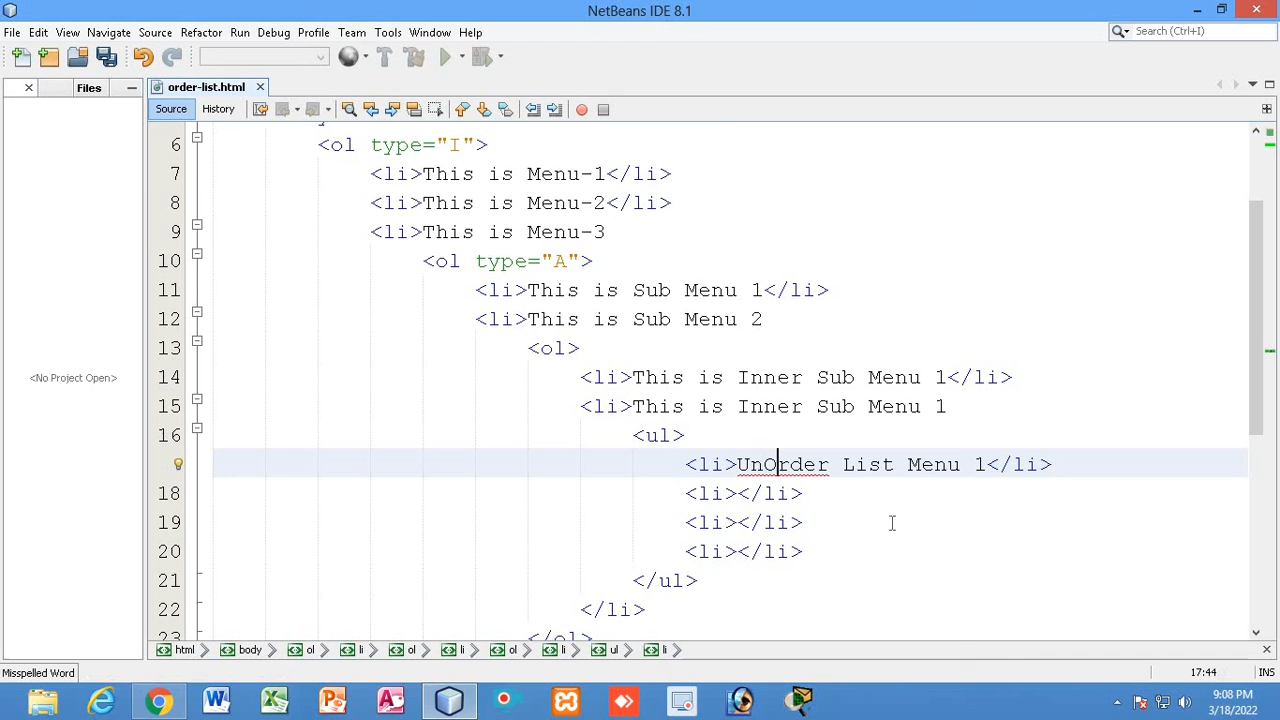 NetBeans IDE 8.1
File Edit View Navigate Source Refactor Run Debug Profile Team Tools Window Help
Search (Ctrl+I)
Files
order-list.html
Source History
6 <ol type="I">
7 <li>This is Menu-1</li>
8 <li>This is Menu-2</li>
9 <li>This is Menu-3
10 <ol type="A">
11 <li>This is Sub Menu 1</li>
12 <li>This is Sub Menu 2
13 <ol>
14 <li>This is Inner Sub Menu 1</li>
<No Project Open>
15 <li>This is Inner Sub Menu 1
16 <ul>
<li>UnOrder List Menu 1</li>
18 <li></li>
19 <li></li>
20 <li></li>
21 </ul>
22 </li>
23 </ol>
html body ol li ol li ol li ul li
Misspelled Word
17:44 INS
9:08 PM
3/18/2022